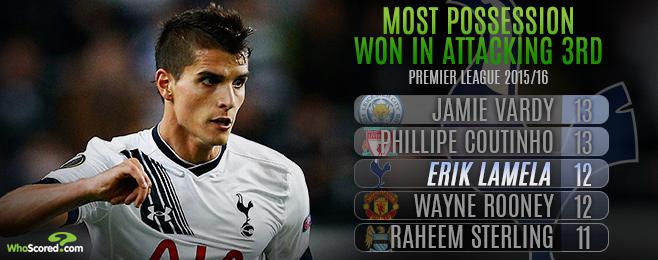 MOST POSSESSION
WON IN ATTACKING 3RD
PREMIER LEAGUE 2015/16
JAMIE VARDY 13
PHILLIPE COUTINHO 13
ERIK LAMELA 12
WAYNE ROONEY 12
RAHEEM STERLING 11
AIA
WhoScored.com